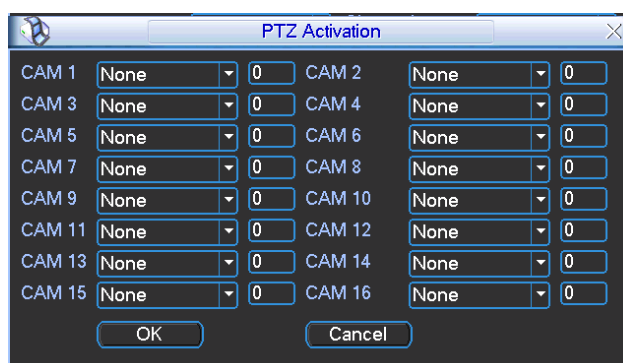 PTZ Activation
CAM 1 None 0 CAM 2 None 0
CAM 3 None 0 CAM 4 None 0
CAM 5 None 0 CAM 6 None 0
CAM 7 None 0 CAM 8 None 0
CAM 9 None 0 CAM 10 None 0
CAM 11 None 0 CAM 12 None 0
CAM 13 None 0 CAM 14 None 0
CAM 15 None 0 CAM 16 None 0
OK Cancel